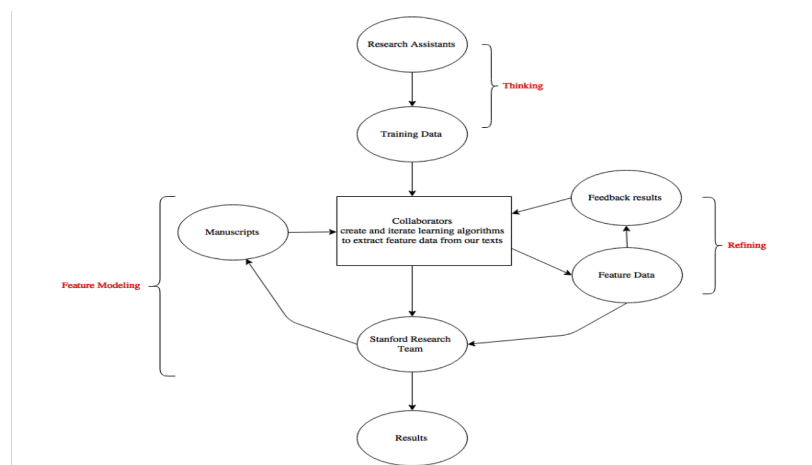 Research Assistants
Thinking
Training Data
Feedback results
Collaborators
create and iterate learning algorithms
to extract feature data from our texts
Manuscripts
Refining
Feature Data
Feature Modeling
Stanford Research
Team
Results